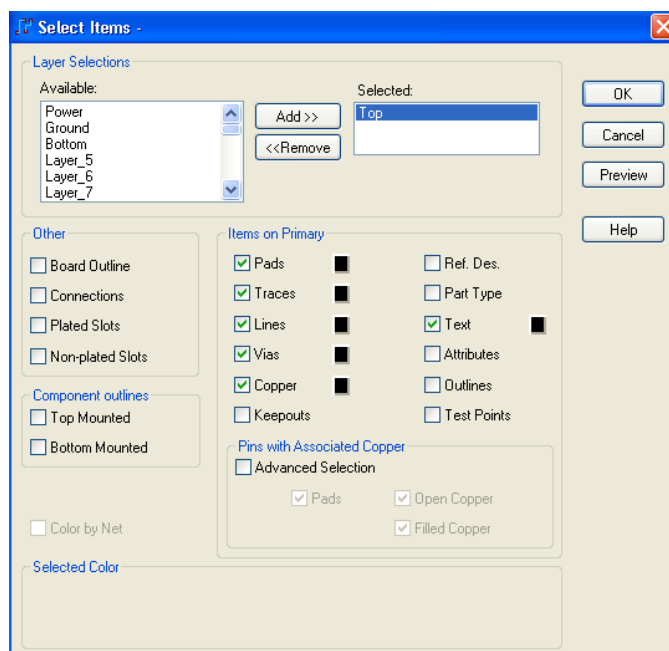 Select Items -
Layer Selections
Available:
Power
Ground
Bottom
Layer_5
Layer_6
Layer_7
Add >>
<<Remove
Selected:
Top
OK
Cancel
Preview
Help
Other
Board Outline
Connections
Plated Slots
Non-plated Slots
Component outlines
Top Mounted
Bottom Mounted
Color by Net
Items on Primary
Pads
Traces
Lines
Vias
Copper
Keepouts
Ref. Des.
Part Type
Text
Attributes
Outlines
Test Points
Pins with Associated Copper
Advanced Selection
Pads
Open Copper
Filled Copper
Selected Color